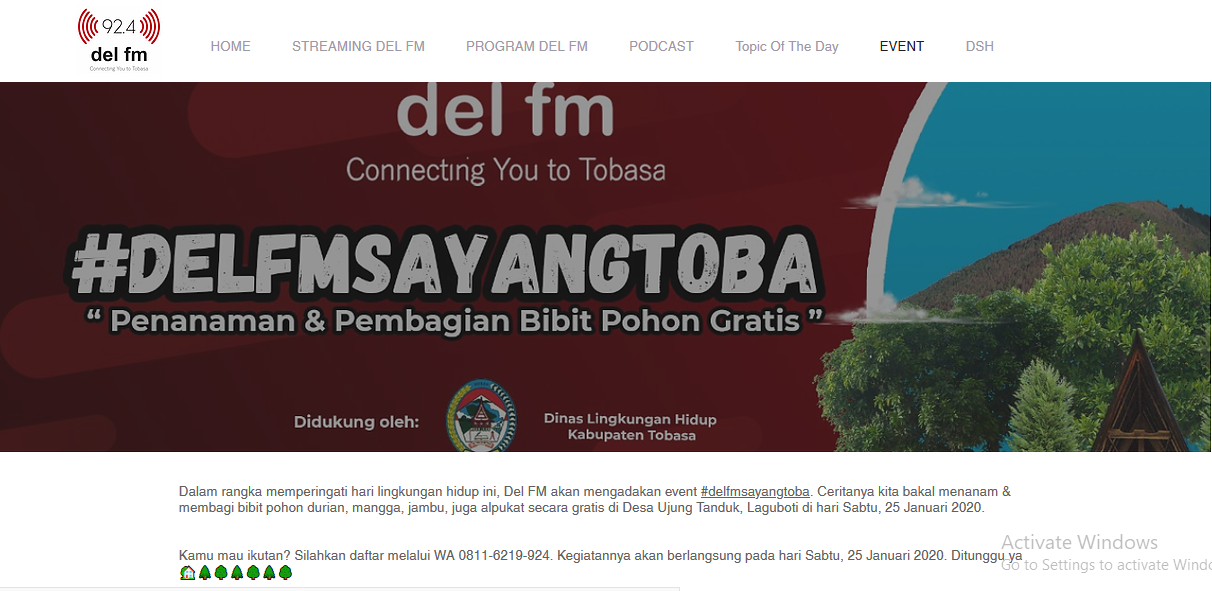 92.4
del fm
Connecting You to Tobasa
HOME STREAMING DEL FM PROGRAM DEL FM PODCAST Topic Of The Day EVENT DSH
del fm
Connecting You to Tobasa
#DELFMSAYANGTOBA
“ Penanaman & Pembagian Bibit Pohon Gratis ”
Didukung oleh:
Dinas Lingkungan Hidup
Kabupaten Tobasa
Dalam rangka memperingati hari lingkungan hidup ini, Del FM akan mengadakan event #delfmsayangtoba. Ceritanya kita bakal menanam &
membagi bibit pohon durian, mangga, jambu, juga alpukat secara gratis di Desa Ujung Tanduk, Laguboti di hari Sabtu, 25 Januari 2020.
Kamu mau ikutan? Silahkan daftar melalui WA 0811-6219-924. Kegiatannya akan berlangsung pada hari Sabtu, 25 Januari 2020. Ditunggu ya
🏡🌲🌳🌲🌳🌲🌳
Activate Windows
Go to Settings to activate Windo